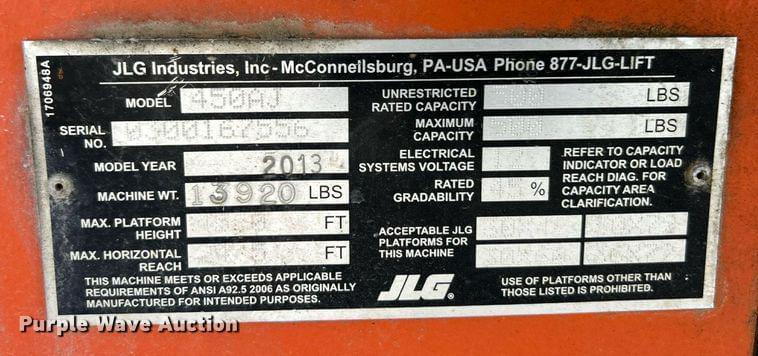 1706948A
JLG Industries, Inc - McConnellsburg, PA-USA Phone 877-JLG-LIFT
MODEL 450AJ
SERIAL NO. 0300167556
MODEL YEAR 2013
MACHINE WT. 13920 LBS
MAX. PLATFORM HEIGHT FT
MAX. HORIZONTAL REACH FT
THIS MACHINE MEETS OR EXCEEDS APPLICABLE
REQUIREMENTS OF ANSI A92.5 2006 AS ORIGINALLY
MANUFACTURED FOR INTENDED PURPOSES.
UNRESTRICTED RATED CAPACITY LBS
MAXIMUM CAPACITY LBS
ELECTRICAL SYSTEMS VOLTAGE
RATED GRADABILITY %
REFER TO CAPACITY
INDICATOR OR LOAD
REACH DIAG. FOR
CAPACITY AREA
CLARIFICATION.
ACCEPTABLE JLG
PLATFORMS FOR
THIS MACHINE
JLG®
USE OF PLATFORMS OTHER THAN
THOSE LISTED IS PROHIBITED.
Purple Wave Auction